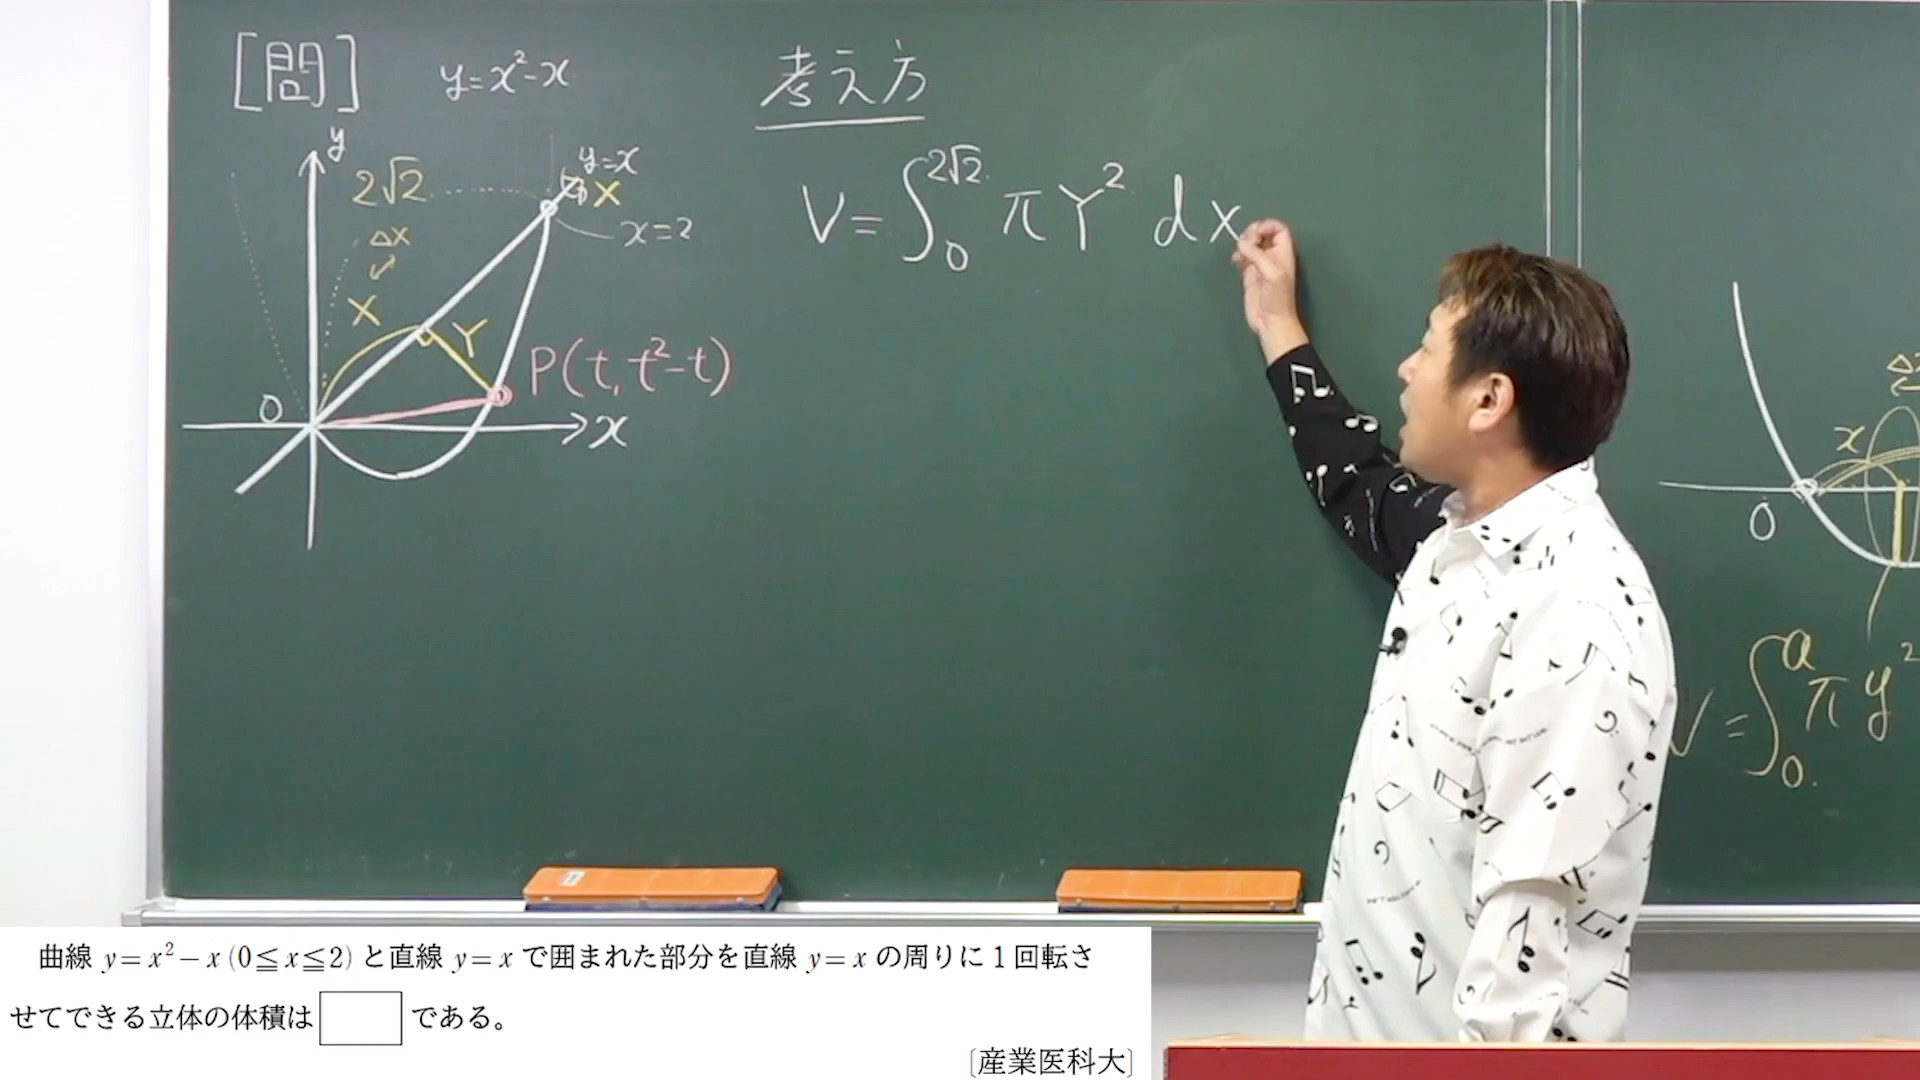 [問] y=x²-x
y
2√2
y=x
X
x=2
ΔX
X
Y
P(t, t²-t)
O
x
考え方
V=∫₀^{2√2} πY² dX
x
0
V=∫₀^a πy²
曲線 y=x²-x (0≦x≦2) と直線 y=x で囲まれた部分を直線 y=x の周りに1回転さ
せてできる立体の体積は□である。
[産業医科大]